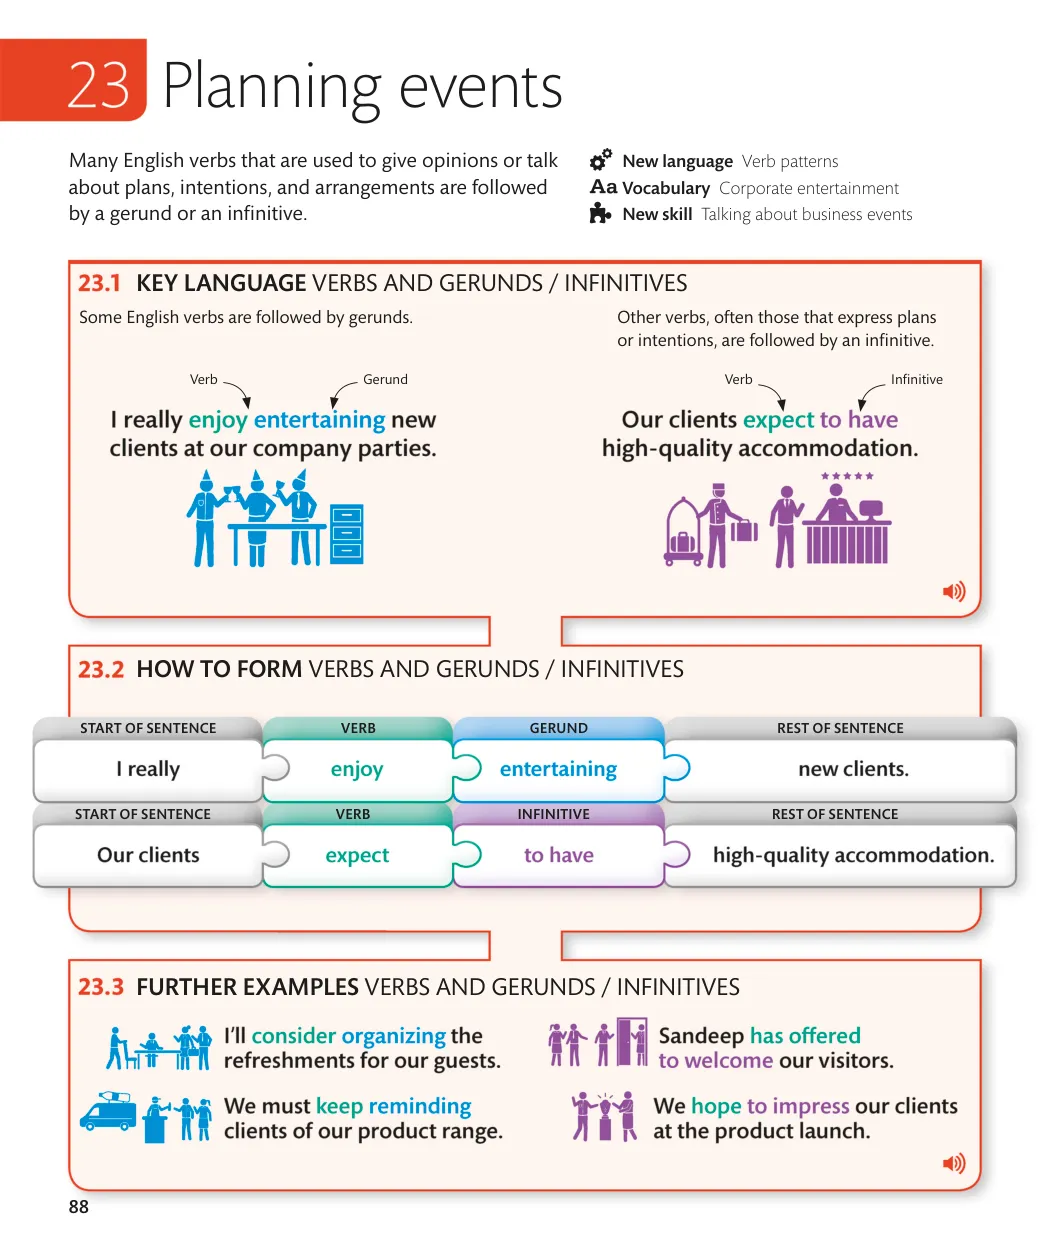 23 Planning events
Many English verbs that are used to give opinions or talk
about plans, intentions, and arrangements are followed
by a gerund or an infinitive.
New language Verb patterns
Aa Vocabulary Corporate entertainment
New skill Talking about business events
23.1 KEY LANGUAGE VERBS AND GERUNDS / INFINITIVES
Some English verbs are followed by gerunds.
Verb Gerund
I really enjoy entertaining new
clients at our company parties.
Other verbs, often those that express plans
or intentions, are followed by an infinitive.
Verb Infinitive
Our clients expect to have
high-quality accommodation.
23.2 HOW TO FORM VERBS AND GERUNDS / INFINITIVES
START OF SENTENCE VERB GERUND REST OF SENTENCE
I really enjoy entertaining new clients.
START OF SENTENCE VERB INFINITIVE REST OF SENTENCE
Our clients expect to have high-quality accommodation.
23.3 FURTHER EXAMPLES VERBS AND GERUNDS / INFINITIVES
I'll consider organizing the
refreshments for our guests.
Sandeep has offered
to welcome our visitors.
We must keep reminding
clients of our product range.
We hope to impress our clients
at the product launch.
88